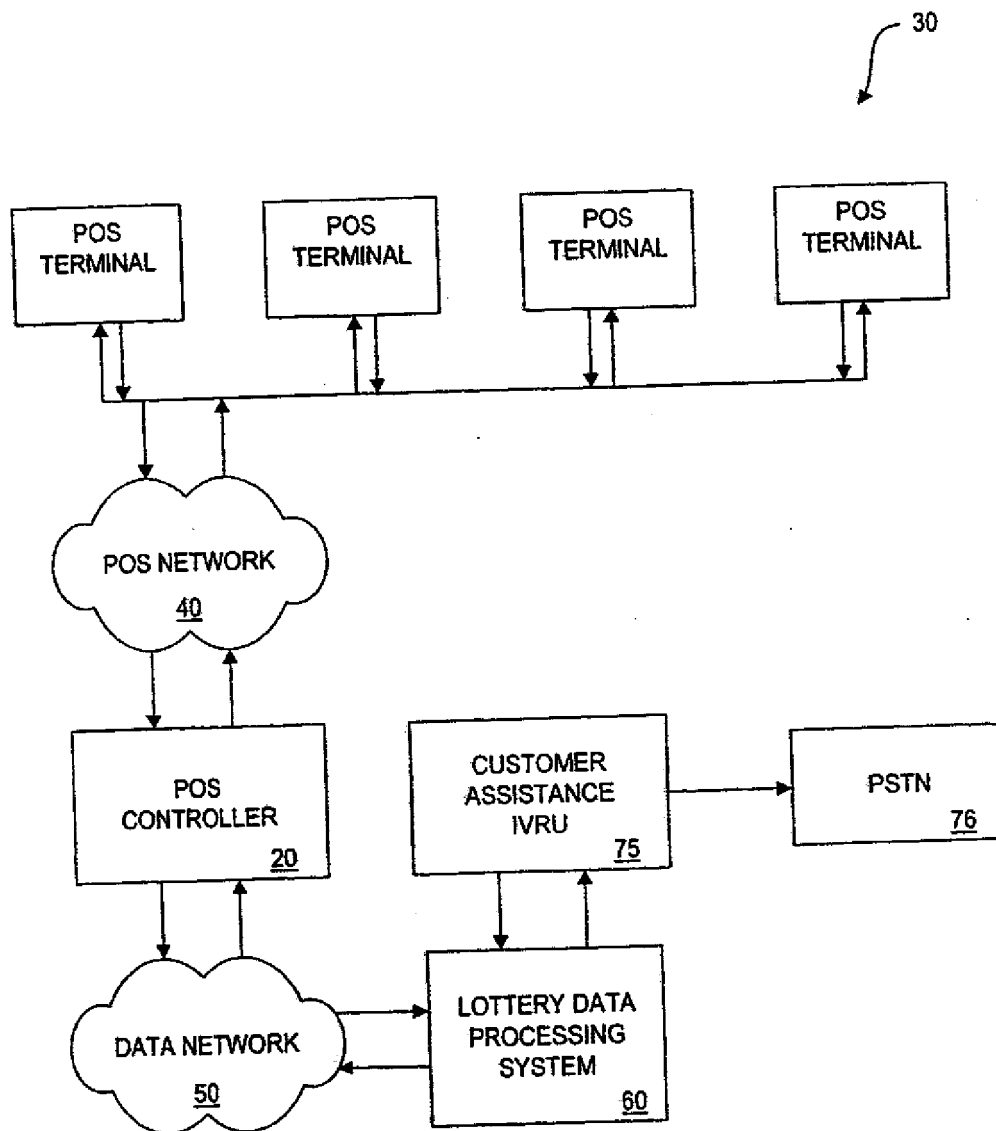 30
POS
TERMINAL
POS
TERMINAL
POS
TERMINAL
POS
TERMINAL
POS NETWORK
40
POS
CONTROLLER
20
CUSTOMER
ASSISTANCE
IVRU
75
PSTN
76
DATA NETWORK
50
LOTTERY DATA
PROCESSING
SYSTEM
60